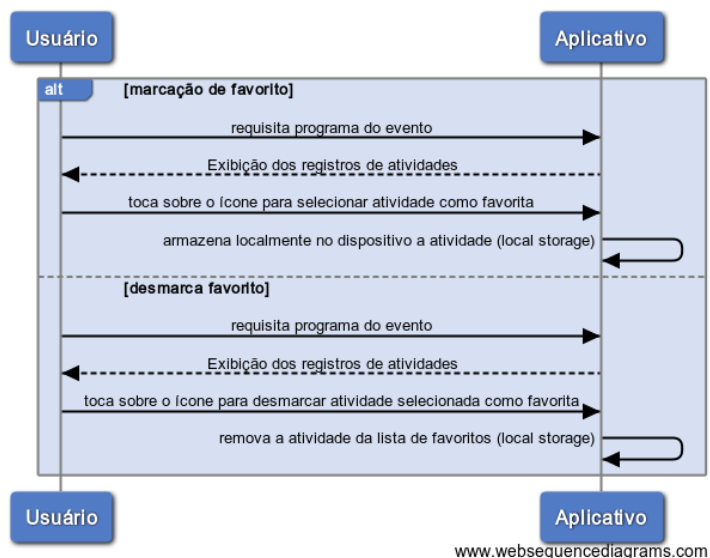 Usuário
Aplicativo
alt
[marcação de favorito]
requisita programa do evento
Exibição dos registros de atividades
toca sobre o ícone para selecionar atividade como favorita
armazena localmente no dispositivo a atividade (local storage)
[desmarca favorito]
requisita programa do evento
Exibição dos registros de atividades
toca sobre o ícone para desmarcar atividade selecionada como favorita
remova a atividade da lista de favoritos (local storage)
Usuário
Aplicativo
www.websequencediagrams.com